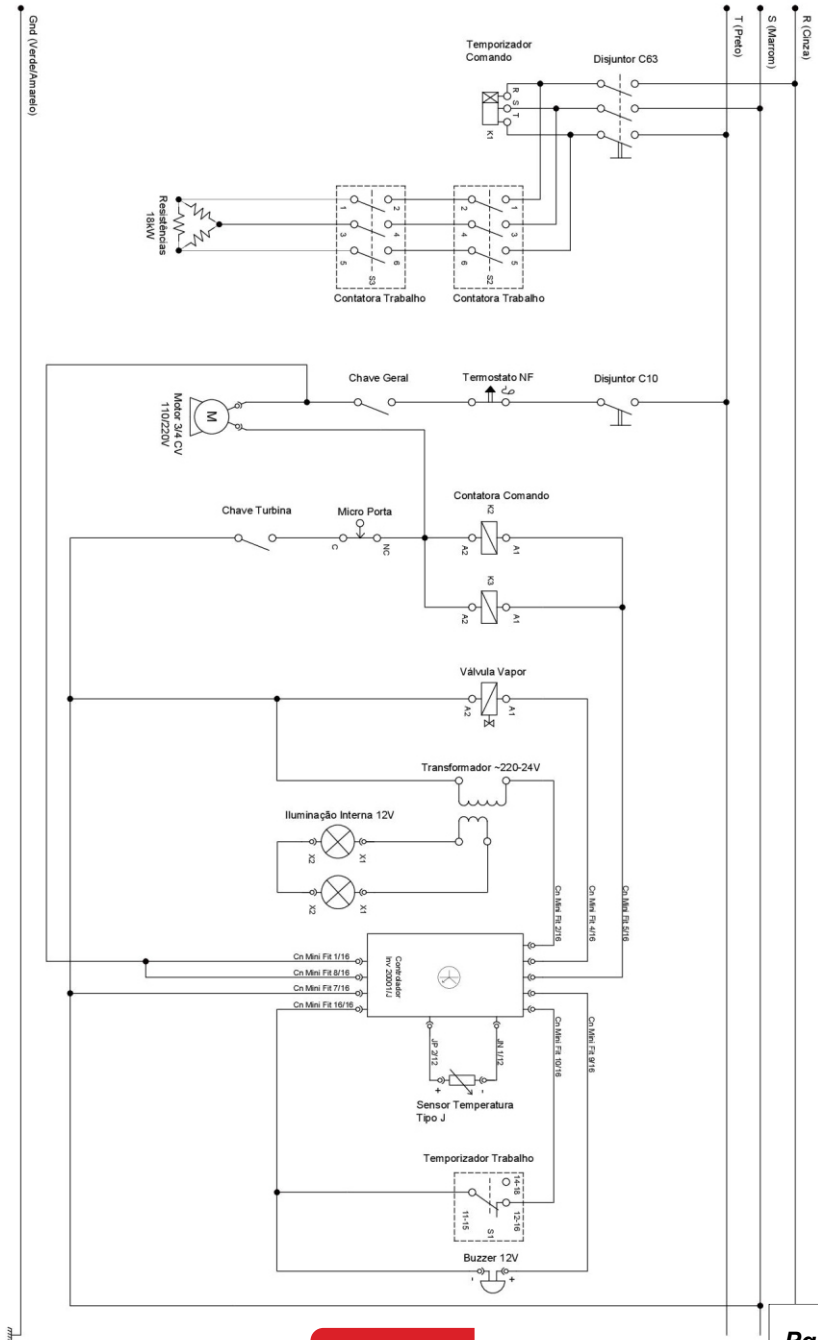 R (Cinza)
S (Marrom)
T (Preto)
Gnd (Verde/Amarelo)
Temporizador
Comando
Disjuntor C63
R
S
T
K1
1
2
2
1
3
4
4
3
5
6
6
5
S3
S2
Resistências
18kW
Contatora Trabalho
Contatora Trabalho
Chave Geral
Termostato NF
Disjuntor C10
M
Motor 3/4 CV
110/220V
Contatora Comando
K2
A2
A1
Chave Turbina
Micro Porta
C
NC
K3
A2
A1
Válvula Vapor
A2
A1
Transformador ~220-24V
Iluminação Interna 12V
X2
X1
X2
X1
Cn Mini Fit 2/16
Cn Mini Fit 4/16
Cn Mini Fit 5/16
Cn Mini Fit 1/16
Cn Mini Fit 8/16
Cn Mini Fit 7/16
Cn Mini Fit 16/16
Controlador
Inv 20001/J
Cn Mini Fit 10/16
Cn Mini Fit 9/16
JP 2/12
JN 1/12
+
-
Sensor Temperatura
Tipo J
Temporizador Trabalho
14-18
12-16
11-15
S1
Buzzer 12V
-
+